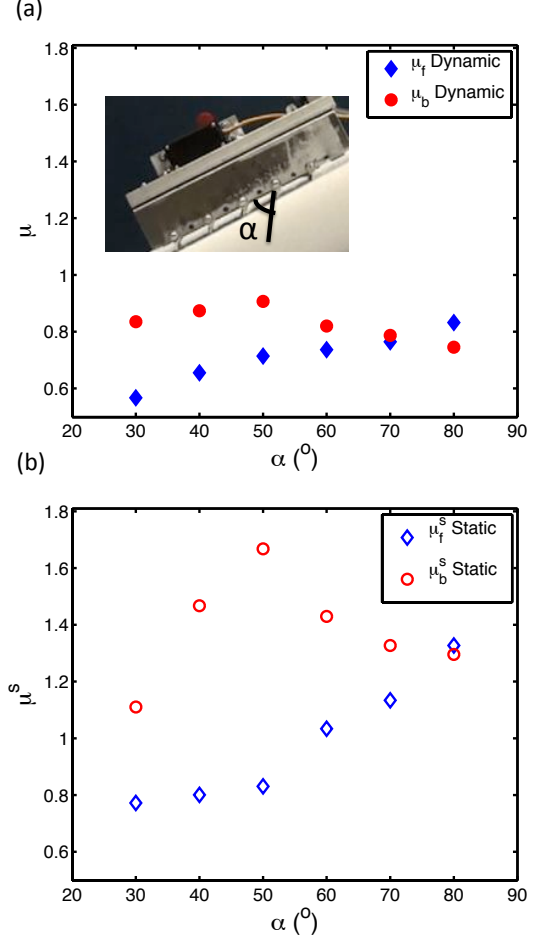 (a)
1.8
1.6
1.4
1.2
1
0.8
0.6
μ
μf Dynamic
μb Dynamic
α
20 30 40 50 60 70 80 90
α (o)
(b)
1.8
1.6
1.4
1.2
1
0.8
0.6
μs
μfs Static
μbs Static
20 30 40 50 60 70 80 90
α (o)